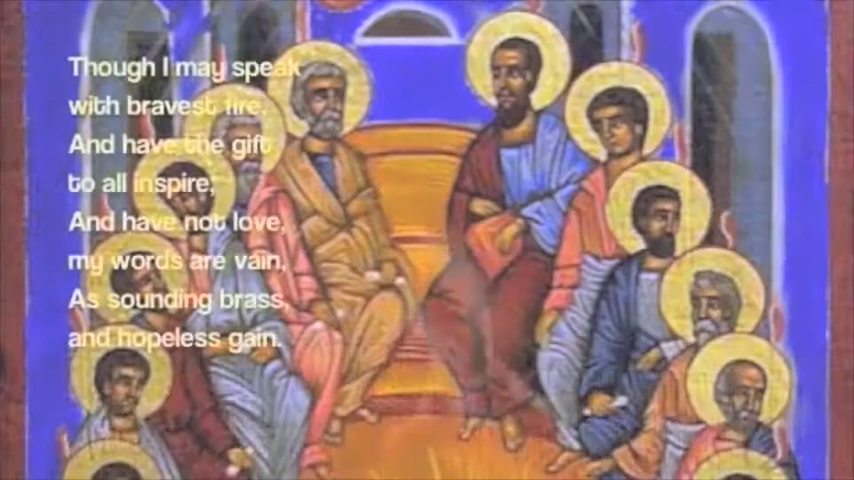 Though I may speak
with bravest fire,
And have the gift
to all inspire,
And have not love,
my words are vain,
As sounding brass,
and hopeless gain.